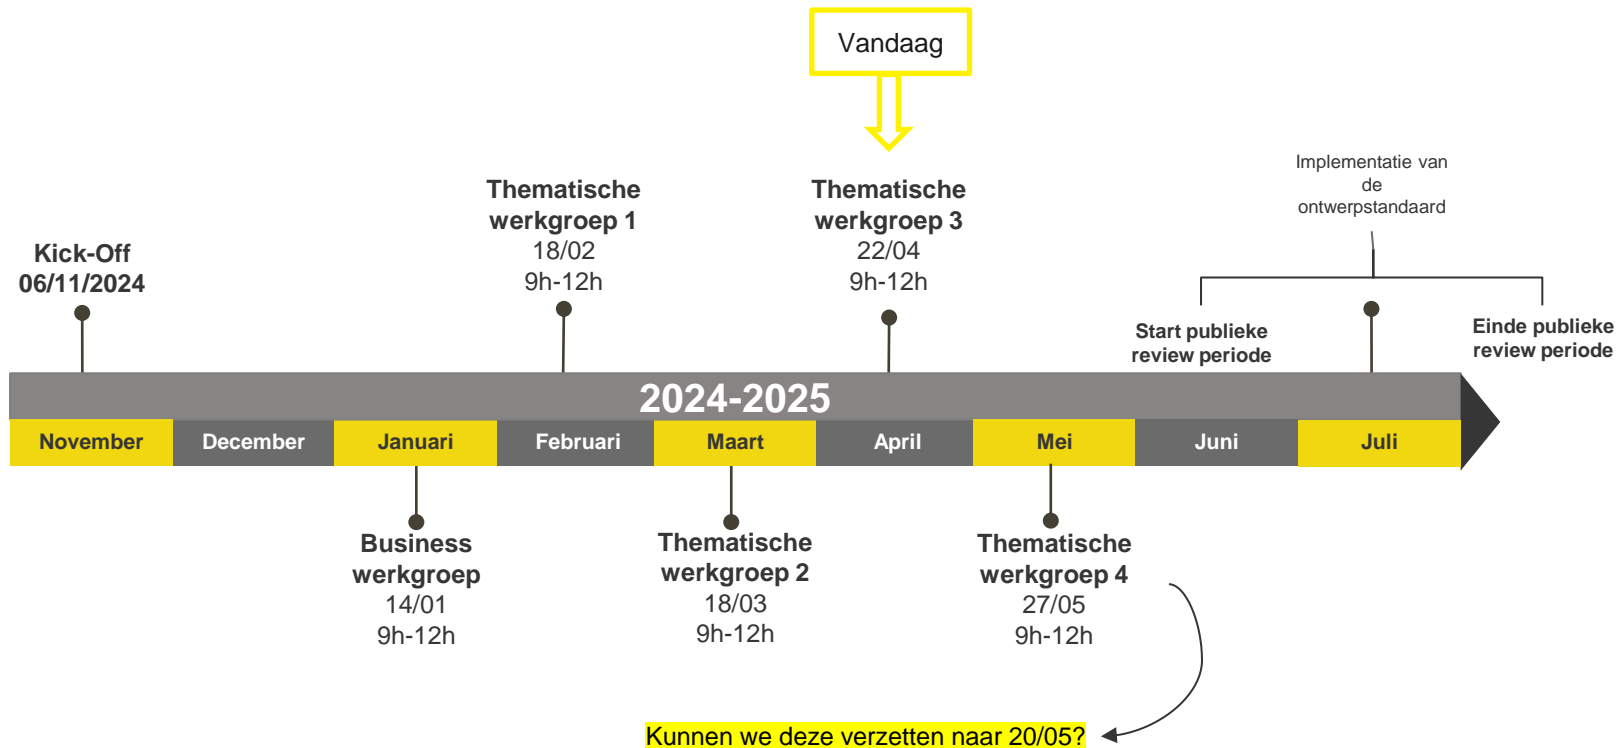 Vandaag
Implementatie van
de
ontwerpstandaard
Kick-Off
06/11/2024
Thematische
werkgroep 1
18/02
9h-12h
Thematische
werkgroep 3
22/04
9h-12h
Start publieke
review periode
Einde publieke
review periode
2024-2025
November December Januari Februari Maart April Mei Juni Juli
Business
werkgroep
14/01
9h-12h
Thematische
werkgroep 2
18/03
9h-12h
Thematische
werkgroep 4
27/05
9h-12h
Kunnen we deze verzetten naar 20/05?